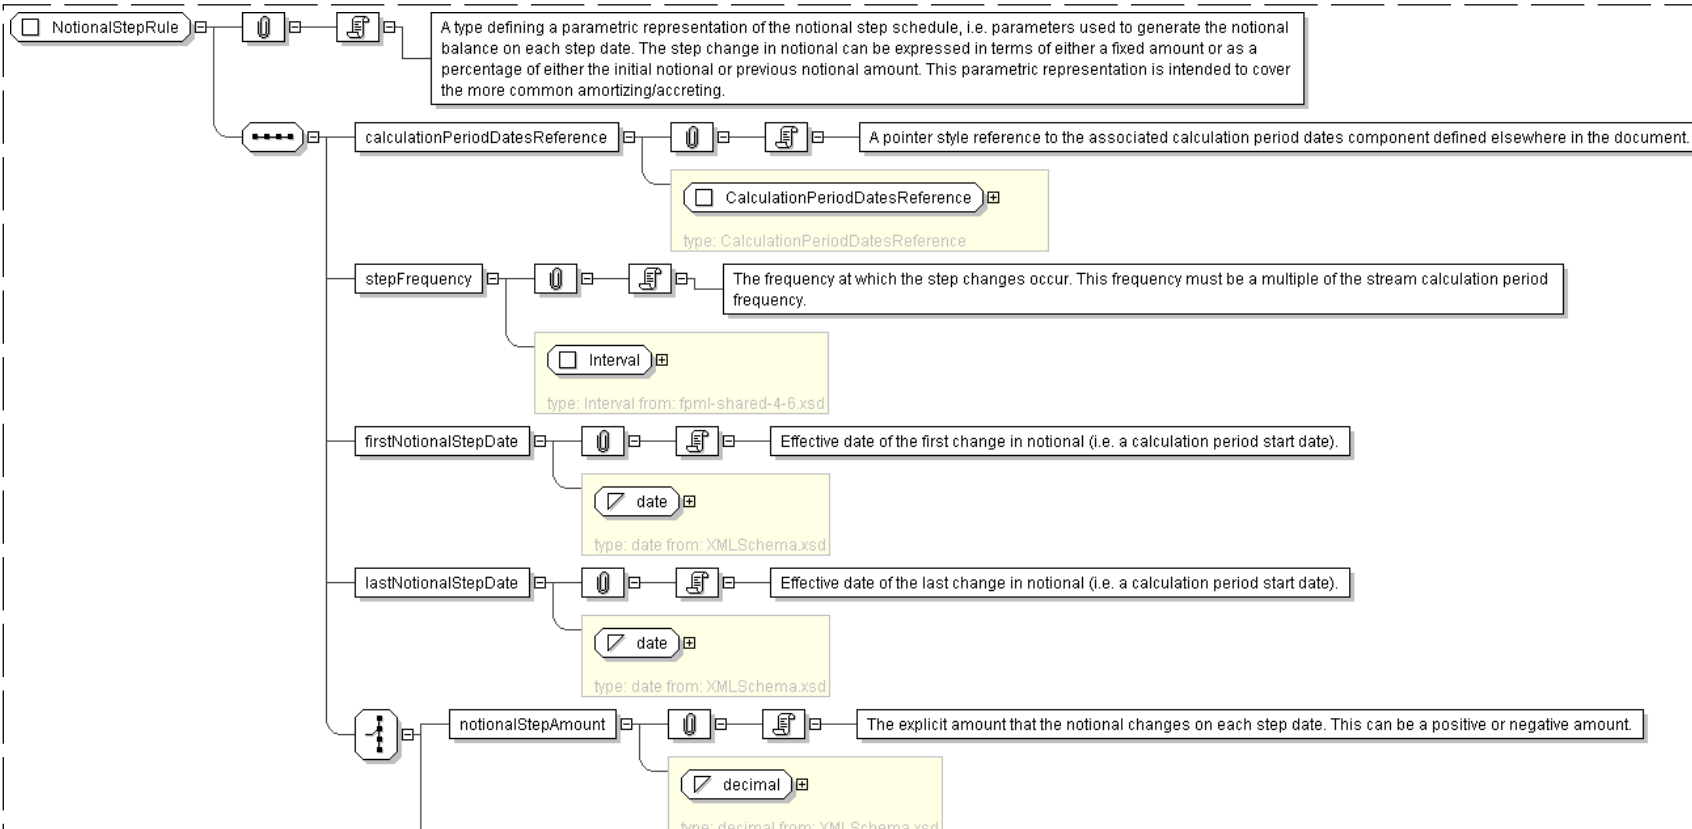 NotionalStepRule
A type defining a parametric representation of the notional step schedule, i.e. parameters used to generate the notional
balance on each step date. The step change in notional can be expressed in terms of either a fixed amount or as a
percentage of either the initial notional or previous notional amount. This parametric representation is intended to cover
the more common amortizing/accreting.
calculationPeriodDatesReference
A pointer style reference to the associated calculation period dates component defined elsewhere in the document.
CalculationPeriodDatesReference
type: CalculationPeriodDatesReference
stepFrequency
The frequency at which the step changes occur. This frequency must be a multiple of the stream calculation period
frequency.
Interval
type: Interval from: fpml-shared-4-6.xsd
firstNotionalStepDate
Effective date of the first change in notional (i.e. a calculation period start date).
date
type: date from: XMLSchema.xsd
lastNotionalStepDate
Effective date of the last change in notional (i.e. a calculation period start date).
date
type: date from: XMLSchema.xsd
notionalStepAmount
The explicit amount that the notional changes on each step date. This can be a positive or negative amount.
decimal
type: decimal from: XMLSchema.xsd